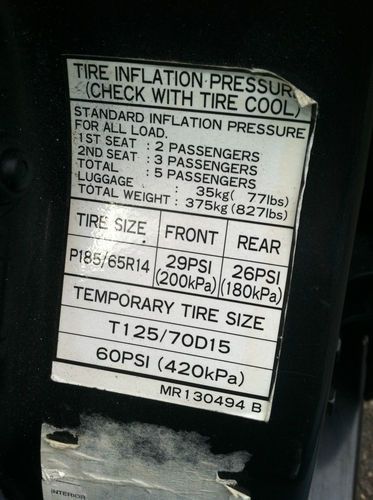 TIRE INFLATION PRESSURE
(CHECK WITH TIRE COOL)
STANDARD INFLATION PRESSURE
FOR ALL LOAD.
1ST SEAT : 2 PASSENGERS
2ND SEAT : 3 PASSENGERS
TOTAL : 5 PASSENGERS
LUGGAGE : 35kg( 77lbs)
TOTAL WEIGHT : 375kg(827lbs)
TIRE SIZE FRONT REAR
P185/65R14 29PSI (200kPa) 26PSI (180kPa)
TEMPORARY TIRE SIZE
T125/70D15
60PSI (420kPa)
MR130494 B
INTERIOR